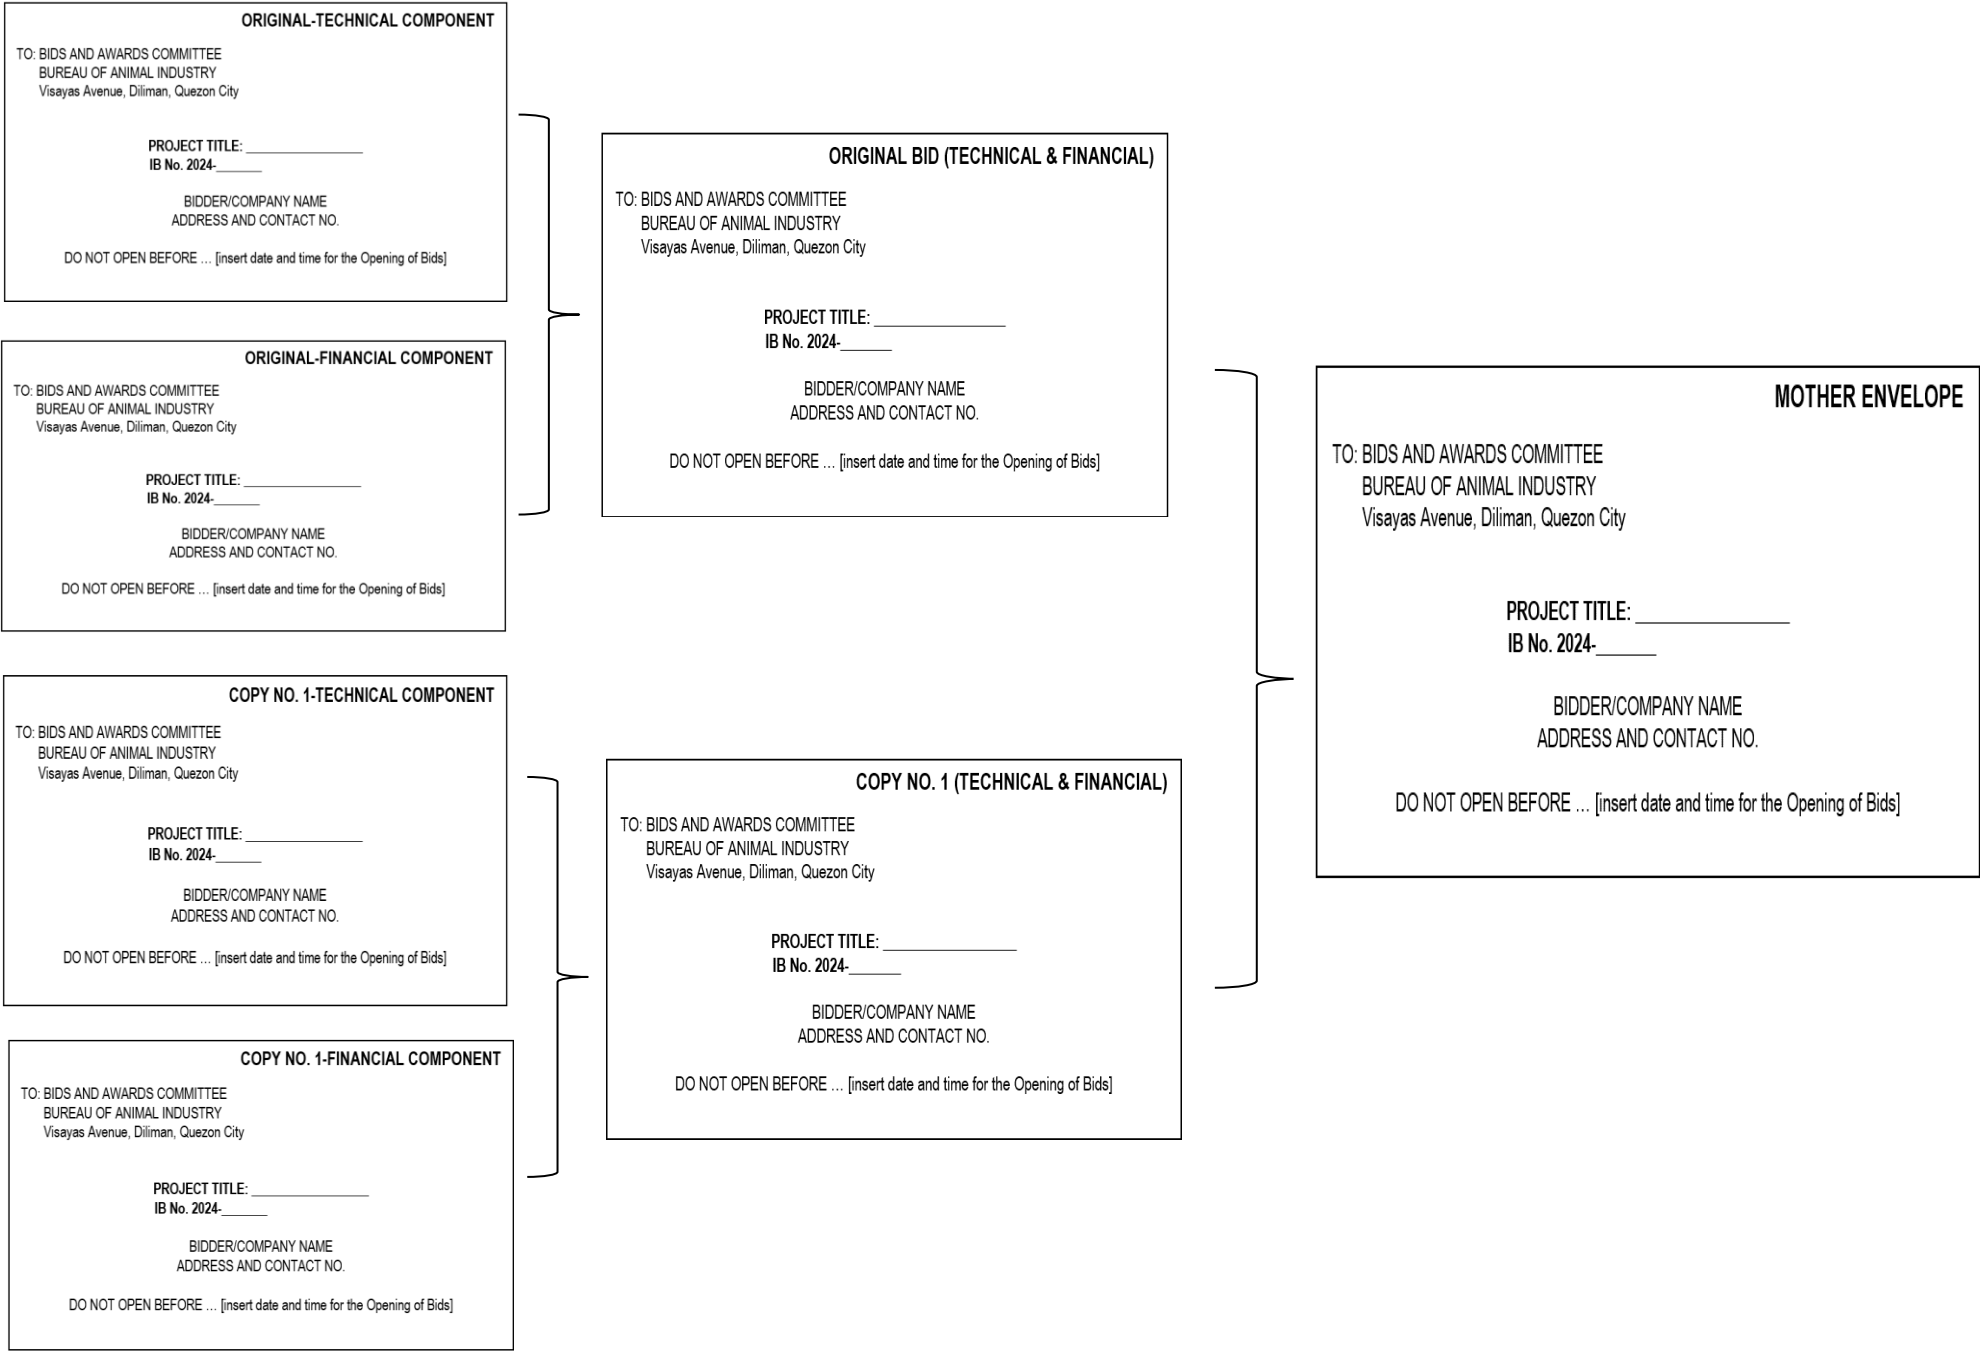 ORIGINAL-TECHNICAL COMPONENT
TO: BIDS AND AWARDS COMMITTEE
BUREAU OF ANIMAL INDUSTRY
Visayas Avenue, Diliman, Quezon City
PROJECT TITLE: ________________
IB No. 2024-_______
BIDDER/COMPANY NAME
ADDRESS AND CONTACT NO.
DO NOT OPEN BEFORE … [insert date and time for the Opening of Bids]
ORIGINAL-FINANCIAL COMPONENT
TO: BIDS AND AWARDS COMMITTEE
BUREAU OF ANIMAL INDUSTRY
Visayas Avenue, Diliman, Quezon City
PROJECT TITLE: ________________
IB No. 2024-_______
BIDDER/COMPANY NAME
ADDRESS AND CONTACT NO.
DO NOT OPEN BEFORE … [insert date and time for the Opening of Bids]
COPY NO. 1-TECHNICAL COMPONENT
TO: BIDS AND AWARDS COMMITTEE
BUREAU OF ANIMAL INDUSTRY
Visayas Avenue, Diliman, Quezon City
PROJECT TITLE: ________________
IB No. 2024-_______
BIDDER/COMPANY NAME
ADDRESS AND CONTACT NO.
DO NOT OPEN BEFORE … [insert date and time for the Opening of Bids]
COPY NO. 1-FINANCIAL COMPONENT
TO: BIDS AND AWARDS COMMITTEE
BUREAU OF ANIMAL INDUSTRY
Visayas Avenue, Diliman, Quezon City
PROJECT TITLE: ________________
IB No. 2024-_______
BIDDER/COMPANY NAME
ADDRESS AND CONTACT NO.
DO NOT OPEN BEFORE … [insert date and time for the Opening of Bids]
ORIGINAL BID (TECHNICAL & FINANCIAL)
TO: BIDS AND AWARDS COMMITTEE
BUREAU OF ANIMAL INDUSTRY
Visayas Avenue, Diliman, Quezon City
PROJECT TITLE: ________________
IB No. 2024-_______
BIDDER/COMPANY NAME
ADDRESS AND CONTACT NO.
DO NOT OPEN BEFORE … [insert date and time for the Opening of Bids]
COPY NO. 1 (TECHNICAL & FINANCIAL)
TO: BIDS AND AWARDS COMMITTEE
BUREAU OF ANIMAL INDUSTRY
Visayas Avenue, Diliman, Quezon City
PROJECT TITLE: ________________
IB No. 2024-_______
BIDDER/COMPANY NAME
ADDRESS AND CONTACT NO.
DO NOT OPEN BEFORE … [insert date and time for the Opening of Bids]
MOTHER ENVELOPE
TO: BIDS AND AWARDS COMMITTEE
BUREAU OF ANIMAL INDUSTRY
Visayas Avenue, Diliman, Quezon City
PROJECT TITLE: ________________
IB No. 2024-_______
BIDDER/COMPANY NAME
ADDRESS AND CONTACT NO.
DO NOT OPEN BEFORE … [insert date and time for the Opening of Bids]